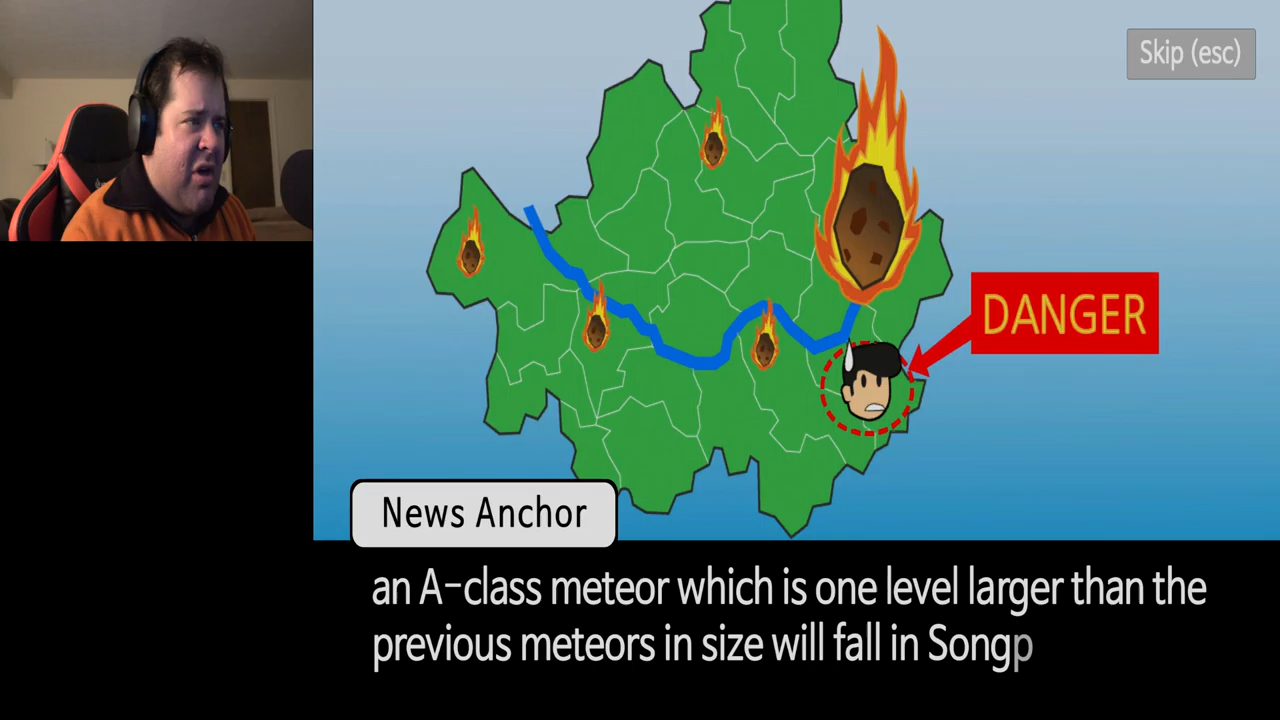 Skip (esc)
DANGER
News Anchor
an A-class meteor which is one level larger than the
previous meteors in size will fall in Songp